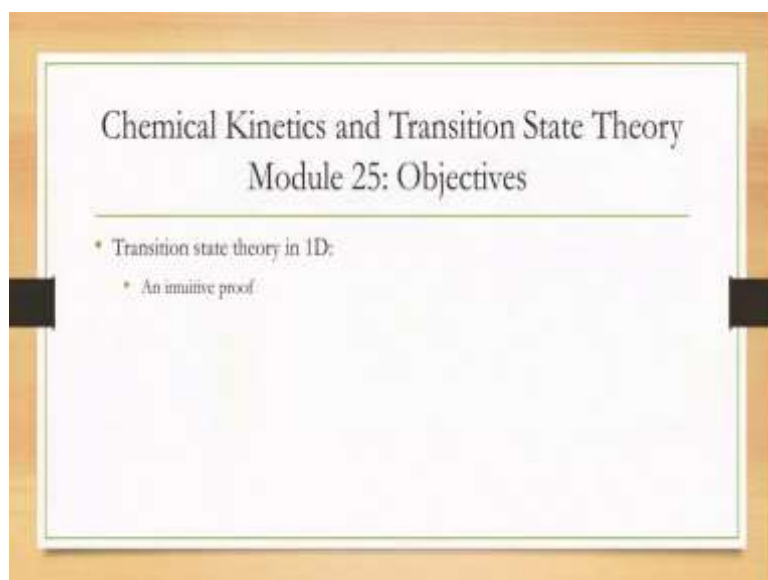 Chemical Kinetics and Transition State Theory
Module 25: Objectives
• Transition state theory in 1D:
• An intuitive proof